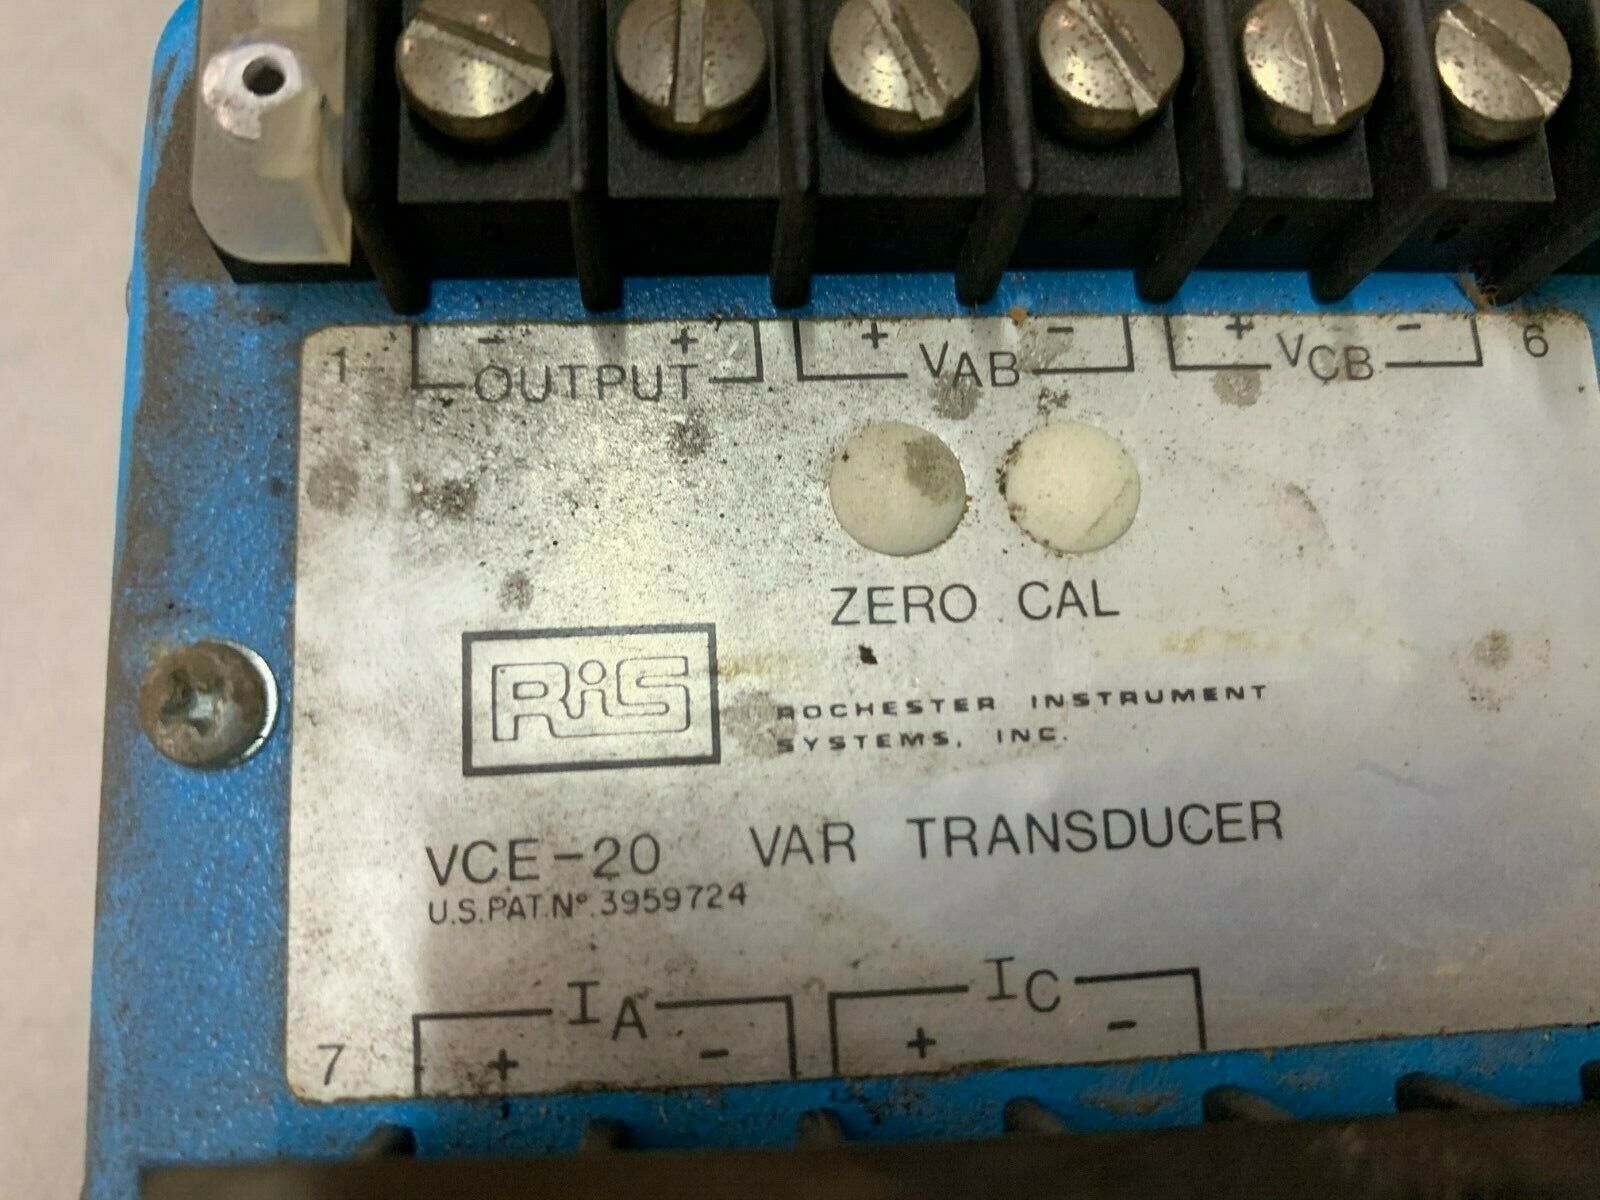 - + + - + -
1 OUTPUT VAB VCB 6
ZERO CAL
RiS
ROCHESTER INSTRUMENT
SYSTEMS, INC.
VCE-20 VAR TRANSDUCER
U.S.PAT.Nº.3959724
IA IC
7 + - + -